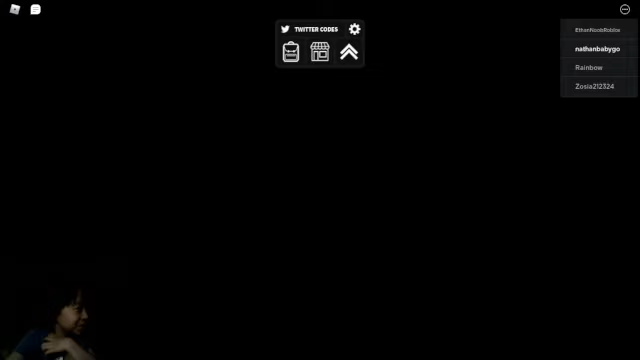 TWITTER CODES
EthanNoobRoblox
nathanbabygo
Rainbow
Zosia212324